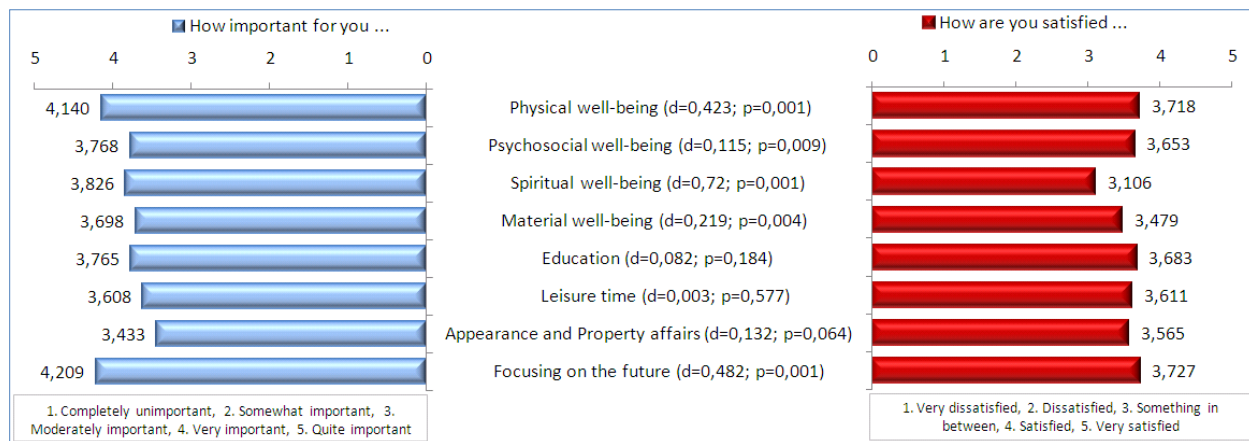 How important for you ...
How are you satisfied ...
5 4 3 2 1 0
0 1 2 3 4 5
4,140 Physical well-being (d=0,423; p=0,001) 3,718
3,768 Psychosocial well-being (d=0,115; p=0,009) 3,653
3,826 Spiritual well-being (d=0,72; p=0,001) 3,106
3,698 Material well-being (d=0,219; p=0,004) 3,479
3,765 Education (d=0,082; p=0,184) 3,683
3,608 Leisure time (d=0,003; p=0,577) 3,611
3,433 Appearance and Property affairs (d=0,132; p=0,064) 3,565
4,209 Focusing on the future (d=0,482; p=0,001) 3,727
1. Completely unimportant, 2. Somewhat important, 3.
Moderately important, 4. Very important, 5. Quite important
1. Very dissatisfied, 2. Dissatisfied, 3. Something in
between, 4. Satisfied, 5. Very satisfied